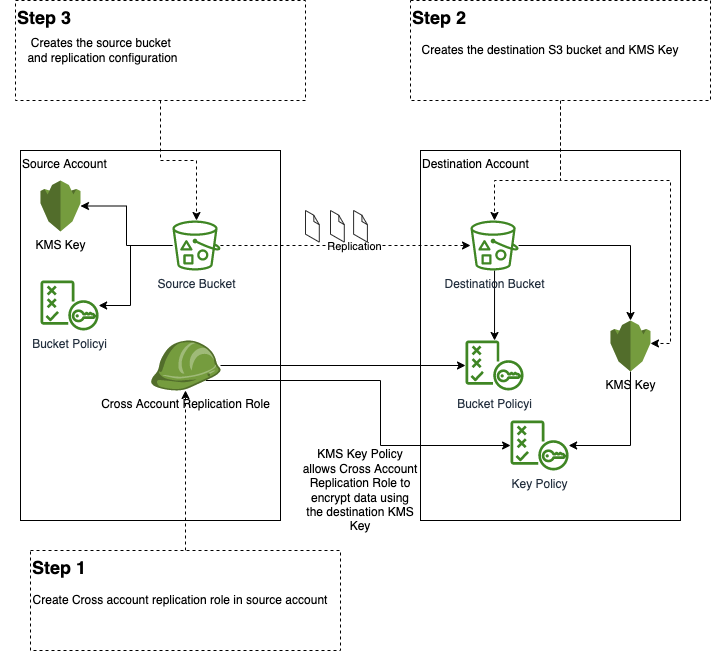 Step 3
Creates the source bucket
and replication configuration
Step 2
Creates the destination S3 bucket and KMS Key
Source Account
KMS Key
Source Bucket
Bucket Policyi
Cross Account Replication Role
Replication
Destination Account
Destination Bucket
KMS Key
Bucket Policyi
Key Policy
KMS Key Policy
allows Cross Account
Replication Role to
encrypt data using
the destination KMS
Key
Step 1
Create Cross account replication role in source account